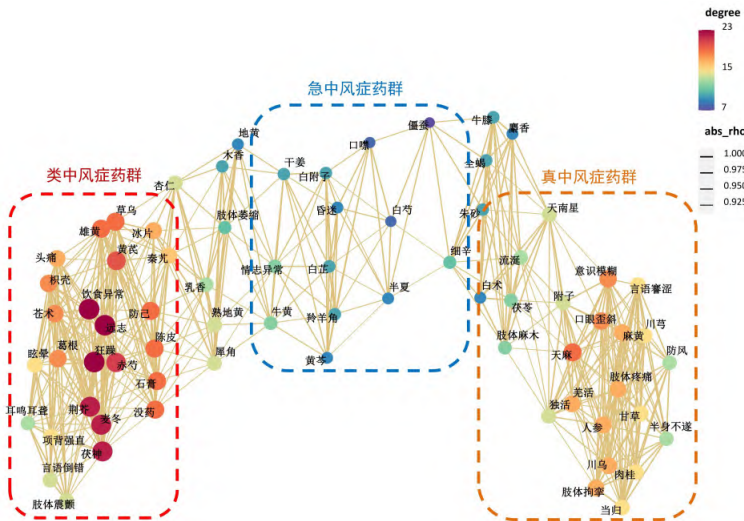 degree
23
15
7
abs_rho
1.000
0.975
0.950
0.925
急中风症药群
类中风症药群
真中风症药群
地黄
木香
杏仁
肢体萎缩
乳香
熟地黄
犀角
草乌
雄黄
冰片
黄芪
秦艽
头痛
枳壳
饮食异常
苍术
远志
防己
葛根
狂躁
陈皮
眩晕
赤芍
石膏
荆芥
没药
耳鸣耳聋
麦冬
项背强直
茯神
言语倒错
肢体震颤
僵蚕
口噤
干姜
白附子
昏迷
白芍
细辛
情志异常
白芷
半夏
牛黄
羚羊角
黄芩
牛膝
麝香
全蝎
朱砂
天南星
流涎
白术
茯苓
附子
肢体麻木
意识模糊
言语謇涩
口眼歪斜
川芎
麻黄
防风
天麻
肢体疼痛
羌活
独活
甘草
人参
半身不遂
川乌
肉桂
肢体拘挛
当归